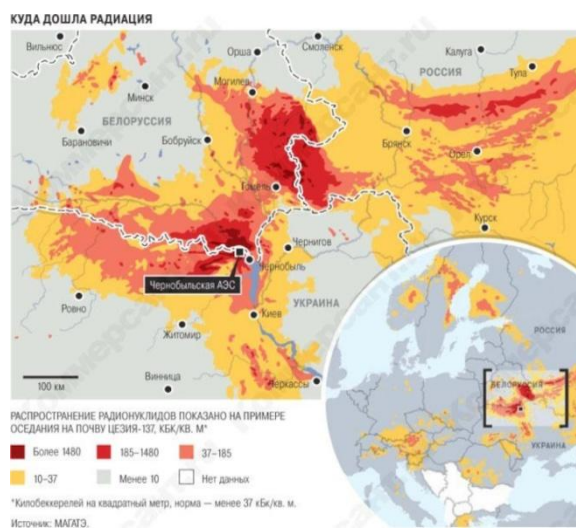 КУДА ДОШЛА РАДИАЦИЯ
Вильнюс
Орша
Смоленск
Калуга
Тула
РОССИЯ
Могилев
Минск
БЕЛОРУССИЯ
Барановичи
Бобруйск
Брянск
Орел
Гомель
Курск
Чернигов
Чернобыль
Чернобыльская АЭС
УКРАИНА
Ровно
Киев
Житомир
Винница
Черкассы
100 км
РОССИЯ
БЕЛОРУССИЯ
УКРАИНА
РАСПРОСТРАНЕНИЕ РАДИОНУКЛИДОВ ПОКАЗАНО НА ПРИМЕРЕ
ОСЕДАНИЯ НА ПОЧВУ ЦЕЗИЯ-137, КБК/КВ. М*
Более 1480
185–1480
37–185
10–37
Менее 10
Нет данных
*Килобеккерелей на квадратный метр, норма — менее 37 кБк/кв. м.
Источник: МАГАТЭ.